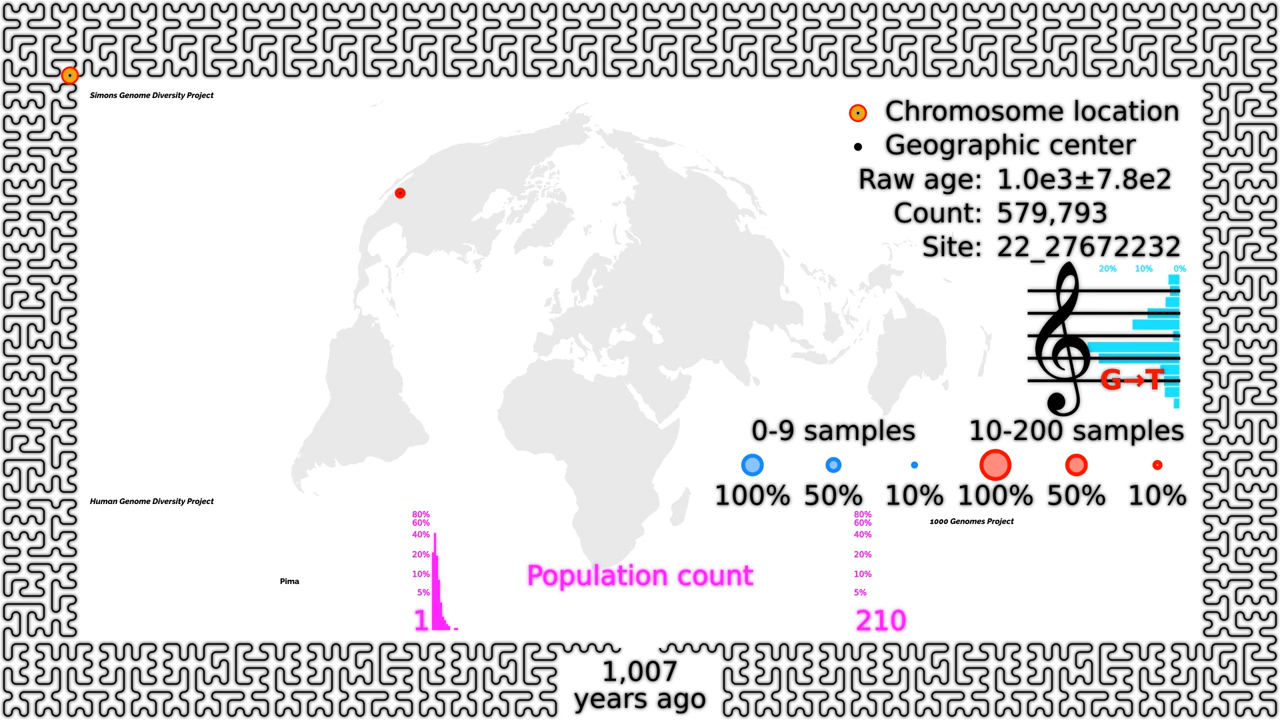 Simons Genome Diversity Project
Chromosome location
Geographic center
Raw age: 1.0e3±7.8e2
Count: 579,793
Site: 22_27672232
20% 10% 0%
G→T
0-9 samples 10-200 samples
100% 50% 10% 100% 50% 10%
Human Genome Diversity Project
1000 Genomes Project
80% 80%
60% 60%
40% 40%
20% 20%
10% 10%
Population count
Pima
5% 5%
1 210
1,007
years ago